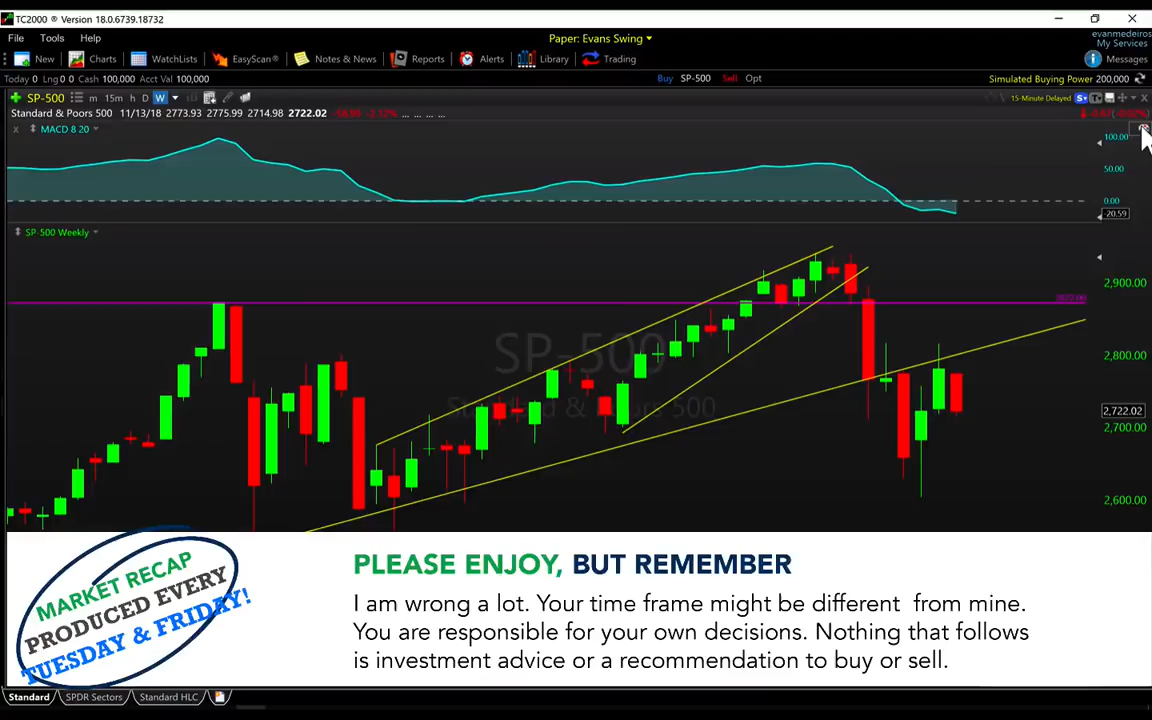 TC2000 ® Version 18.0.6739.18732
File Tools Help
Paper: Evans Swing
evanmedeiros
My Services
New Charts WatchLists EasyScan® Notes & News Reports Alerts Library Trading
Messages
Today 0 Lng 0 0 Cash 100,000 Acct Val 100,000
Buy SP-500 Sell Opt
Simulated Buying Power 200,000
SP-500 m 15m h D W
15-Minute Delayed
Standard & Poors 500 11/13/18 2773.93 2775.99 2714.98 2722.02
MACD 8 20
100.00
50.00
0.00
-20.59
SP-500 Weekly
2,900.00
2,800.00
2,722.02
2,700.00
2,600.00
SP-500
Standard & Poors 500
MARKET RECAP
PRODUCED EVERY
TUESDAY & FRIDAY!
PLEASE ENJOY, BUT REMEMBER
I am wrong a lot. Your time frame might be different from mine.
You are responsible for your own decisions. Nothing that follows
is investment advice or a recommendation to buy or sell.
Standard SPDR Sectors Standard HLC